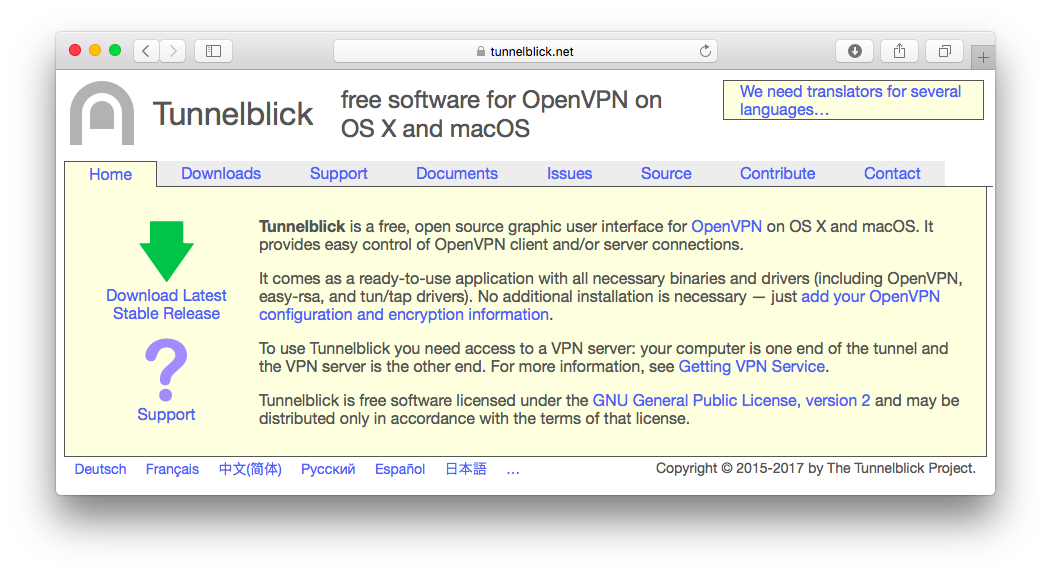 tunnelblick.net
Tunnelblick
free software for OpenVPN on
OS X and macOS
We need translators for several
languages…
Home Downloads Support Documents Issues Source Contribute Contact
Download Latest
Stable Release
Support
Tunnelblick is a free, open source graphic user interface for OpenVPN on OS X and macOS. It
provides easy control of OpenVPN client and/or server connections.
It comes as a ready-to-use application with all necessary binaries and drivers (including OpenVPN,
easy-rsa, and tun/tap drivers). No additional installation is necessary — just add your OpenVPN
configuration and encryption information.
To use Tunnelblick you need access to a VPN server: your computer is one end of the tunnel and
the VPN server is the other end. For more information, see Getting VPN Service.
Tunnelblick is free software licensed under the GNU General Public License, version 2 and may be
distributed only in accordance with the terms of that license.
Deutsch Français 中文(简体) Русский Español 日本語 … Copyright © 2015-2017 by The Tunnelblick Project.